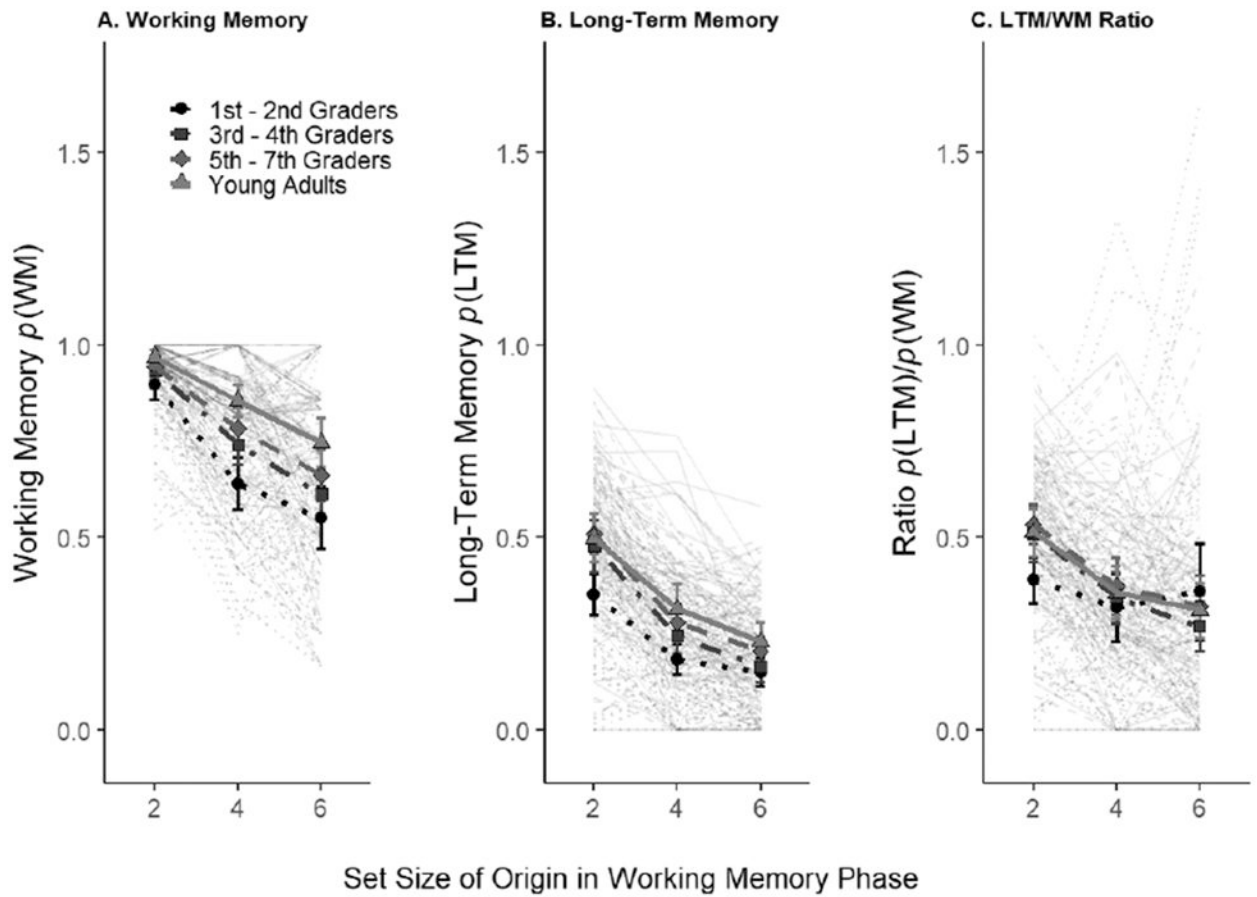 A. Working Memory
B. Long-Term Memory
C. LTM/WM Ratio
1st - 2nd Graders
3rd - 4th Graders
5th - 7th Graders
Young Adults
Working Memory p(WM)
1.5
1.0
0.5
0.0
2 4 6
Long-Term Memory p(LTM)
1.5
1.0
0.5
0.0
2 4 6
Ratio p(LTM)/p(WM)
1.5
1.0
0.5
0.0
2 4 6
Set Size of Origin in Working Memory Phase